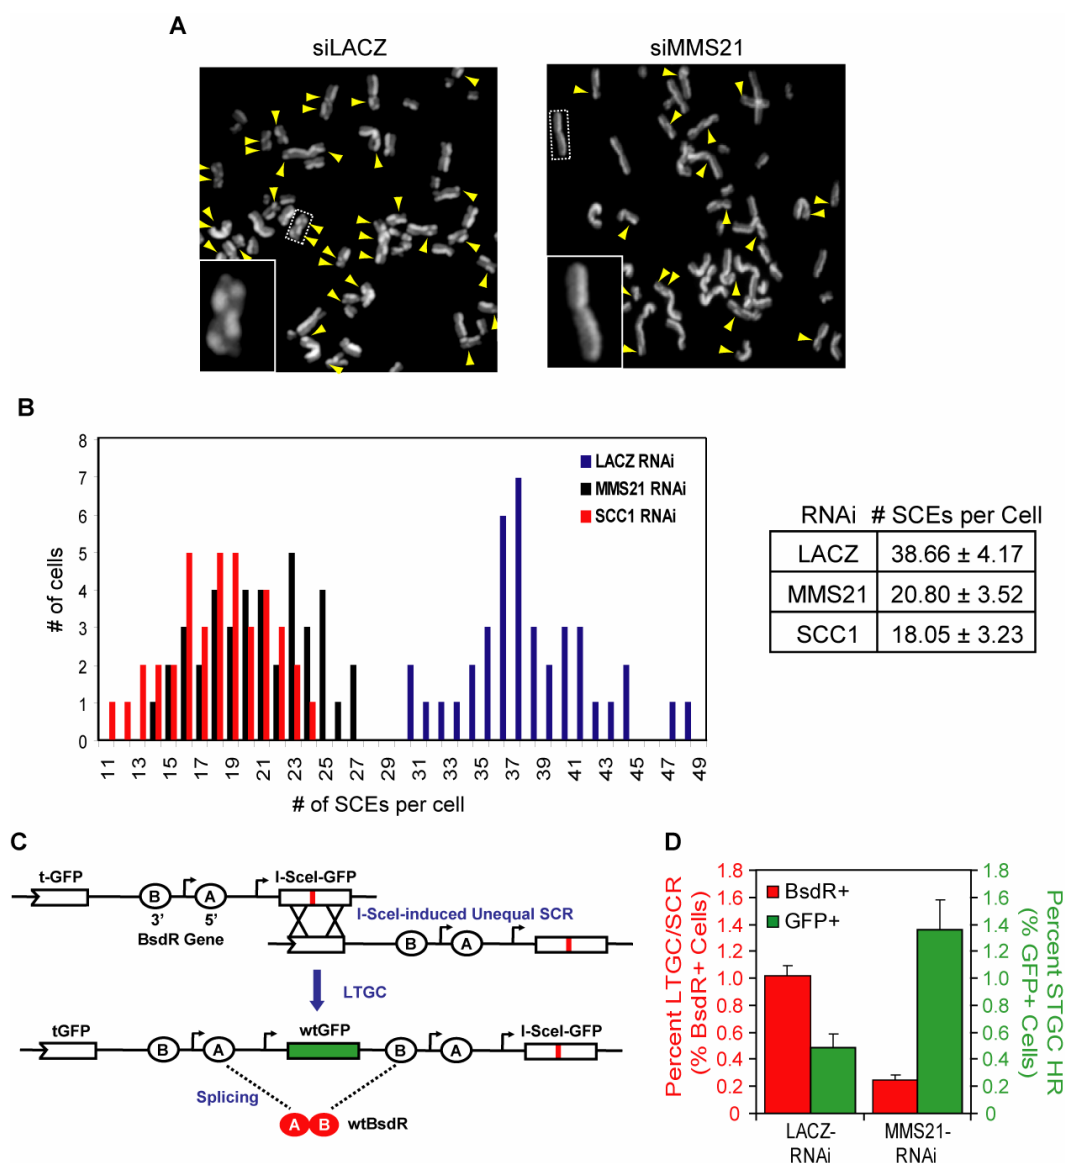 A
siLACZ
siMMS21
B
8
7
6
5
4
3
2
1
0
# of cells
LACZ RNAi
MMS21 RNAi
SCC1 RNAi
11 13 15 17 19 21 23 25 27 29 31 33 35 37 39 41 43 45 47 49
# of SCEs per cell
RNAi # SCEs per Cell
LACZ 38.66 ± 4.17
MMS21 20.80 ± 3.52
SCC1 18.05 ± 3.23
C
t-GFP
B
A
3'
5'
BsdR Gene
I-SceI-GFP
I-SceI-induced Unequal SCR
B
A
LTGC
tGFP
B
A
wtGFP
B
A
I-SceI-GFP
Splicing
A B
wtBsdR
D
Percent LTGC/SCR
(% BsdR+ Cells)
1.8
1.6
1.4
1.2
1.0
0.8
0.6
0.4
0.2
0
BsdR+
GFP+
1.8
1.6
1.4
1.2
1.0
0.8
0.6
0.4
0.2
0
Percent STGC HR
(% GFP+ Cells)
LACZ-
RNAi
MMS21-
RNAi